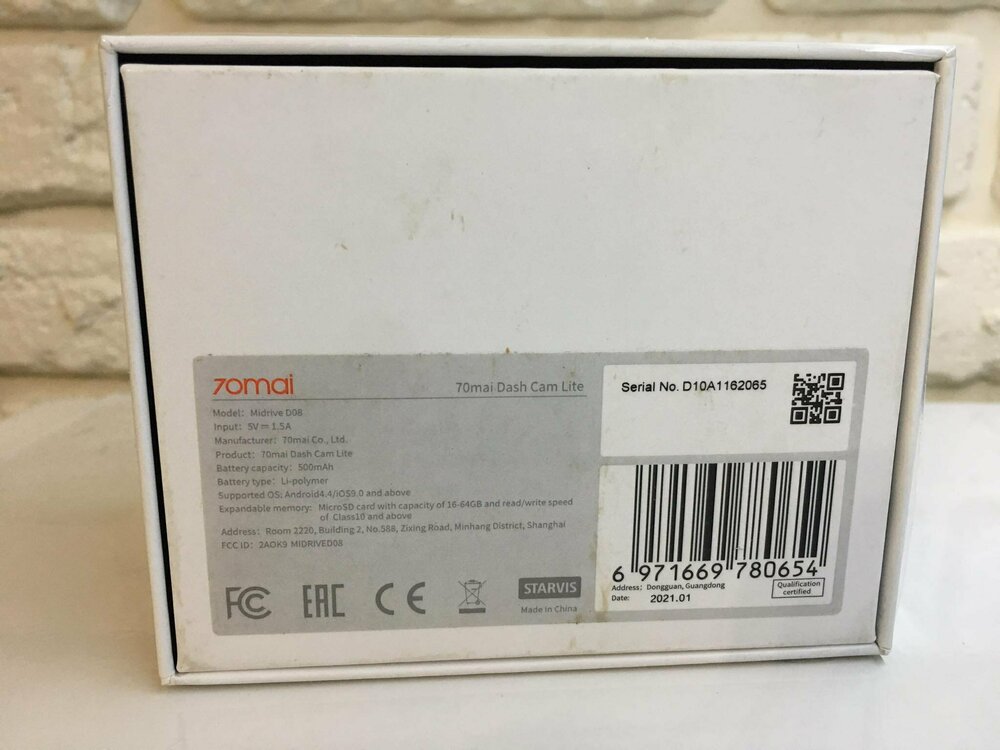 70mai
70mai Dash Cam Lite
Model: Midrive D08
Input: 5V⎓1.5A
Manufacturer: 70mai Co., Ltd.
Product: 70mai Dash Cam Lite
Battery capacity: 500mAh
Battery type: Li-polymer
Supported OS: Android4.4/iOS9.0 and above
Expandable memory: MicroSD card with capacity of 16-64GB and read/write speed
of Class10 and above
Address: Room 2220, Building 2, No.588, Zixing Road, Minhang District, Shanghai
FCC ID: 2AOK9 MIDRIVED08
FC EAC CE
STARVIS
Made in China
Serial No. D10A1162065
6 971669 780654
Address: Dongguan, Guangdong
Date: 2021.01
Qualification
certified